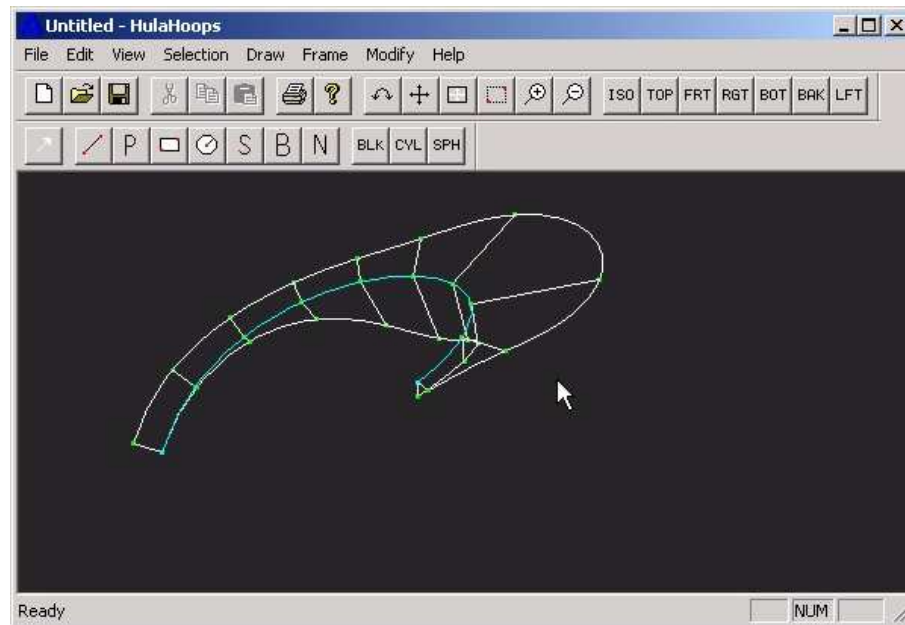 Untitled - HulaHoops
File Edit View Selection Draw Frame Modify Help
ISO TOP FRT RGT BOT BAK LFT
P S B N BLK CYL SPH
Ready NUM